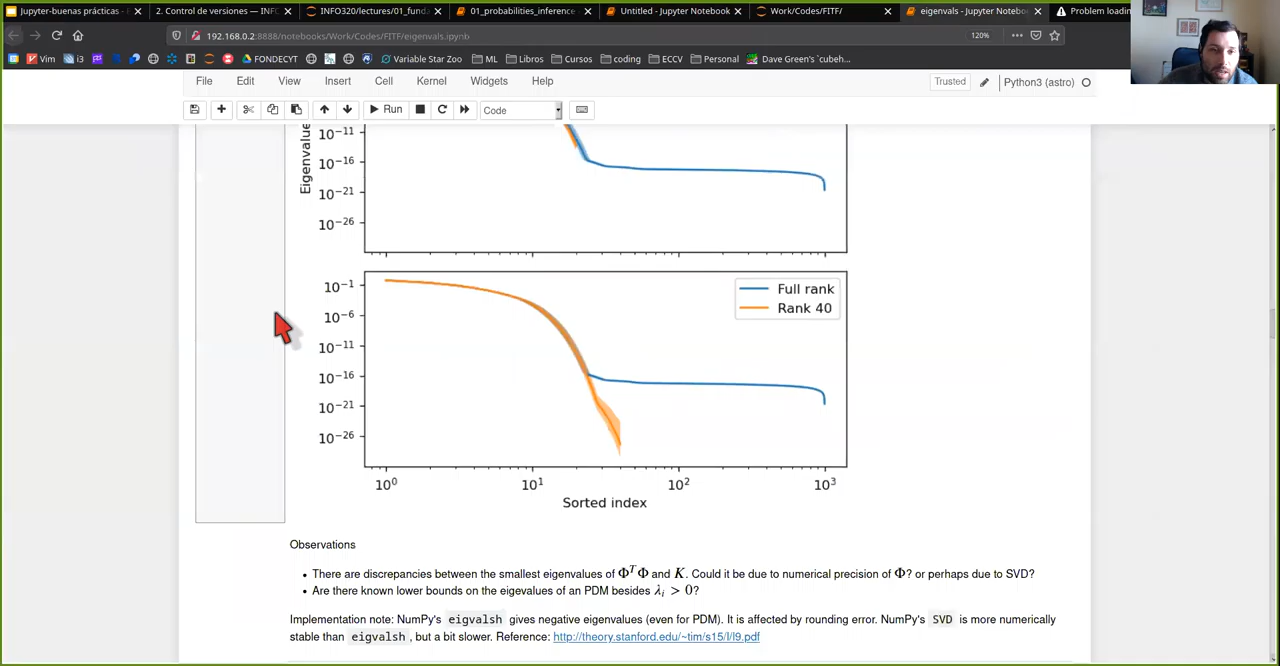 Jupyter-buenas prácticas - E
2. Control de versiones — INFO
INFO320/lectures/01_funda
01_probabilities_inference
Untitled - Jupyter Notebook
Work/Codes/FITF/
eigenvals - Jupyter Notebo
Problem loading
192.168.0.2:8888/notebooks/Work/Codes/FITF/eigenvals.ipynb
120%
Vim
i3
FONDECYT
Variable Star Zoo
ML
Libros
Cursos
coding
ECCV
Personal
Dave Green's `cubeh…
File Edit View Insert Cell Kernel Widgets Help
Trusted
Python3 (astro)
Run
Code
Eigenvalue
10⁻¹¹
10⁻¹⁶
10⁻²¹
10⁻²⁶
10⁻¹
10⁻⁶
10⁻¹¹
10⁻¹⁶
10⁻²¹
10⁻²⁶
Full rank
Rank 40
10⁰ 10¹ 10² 10³
Sorted index
Observations
• There are discrepancies between the smallest eigenvalues of ΦᵀΦ and K. Could it be due to numerical precision of Φ? or perhaps due to SVD?
• Are there known lower bounds on the eigevalues of an PDM besides λᵢ > 0?
Implementation note: NumPy's eigvalsh gives negative eigenvalues (even for PDM). It is affected by rounding error. NumPy's SVD is more numerically
stable than eigvalsh, but a bit slower. Reference: http://theory.stanford.edu/~tim/s15/l/l9.pdf